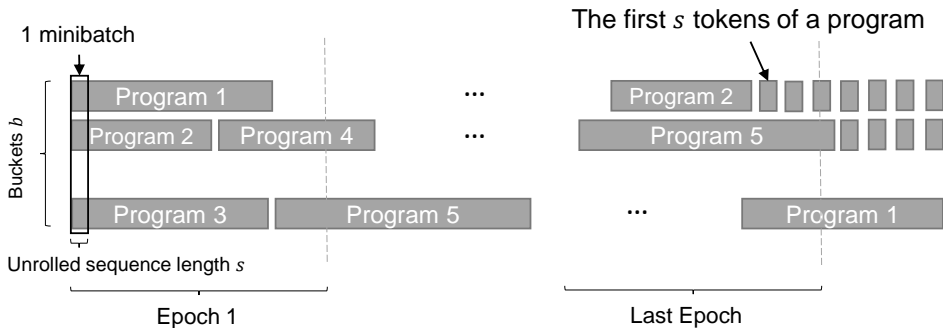 1 minibatch
The first s tokens of a program
Program 1
...
Program 2
Program 2
Program 4
...
Program 5
Buckets b
Program 3
Program 5
...
Program 1
Unrolled sequence length s
Epoch 1
Last Epoch